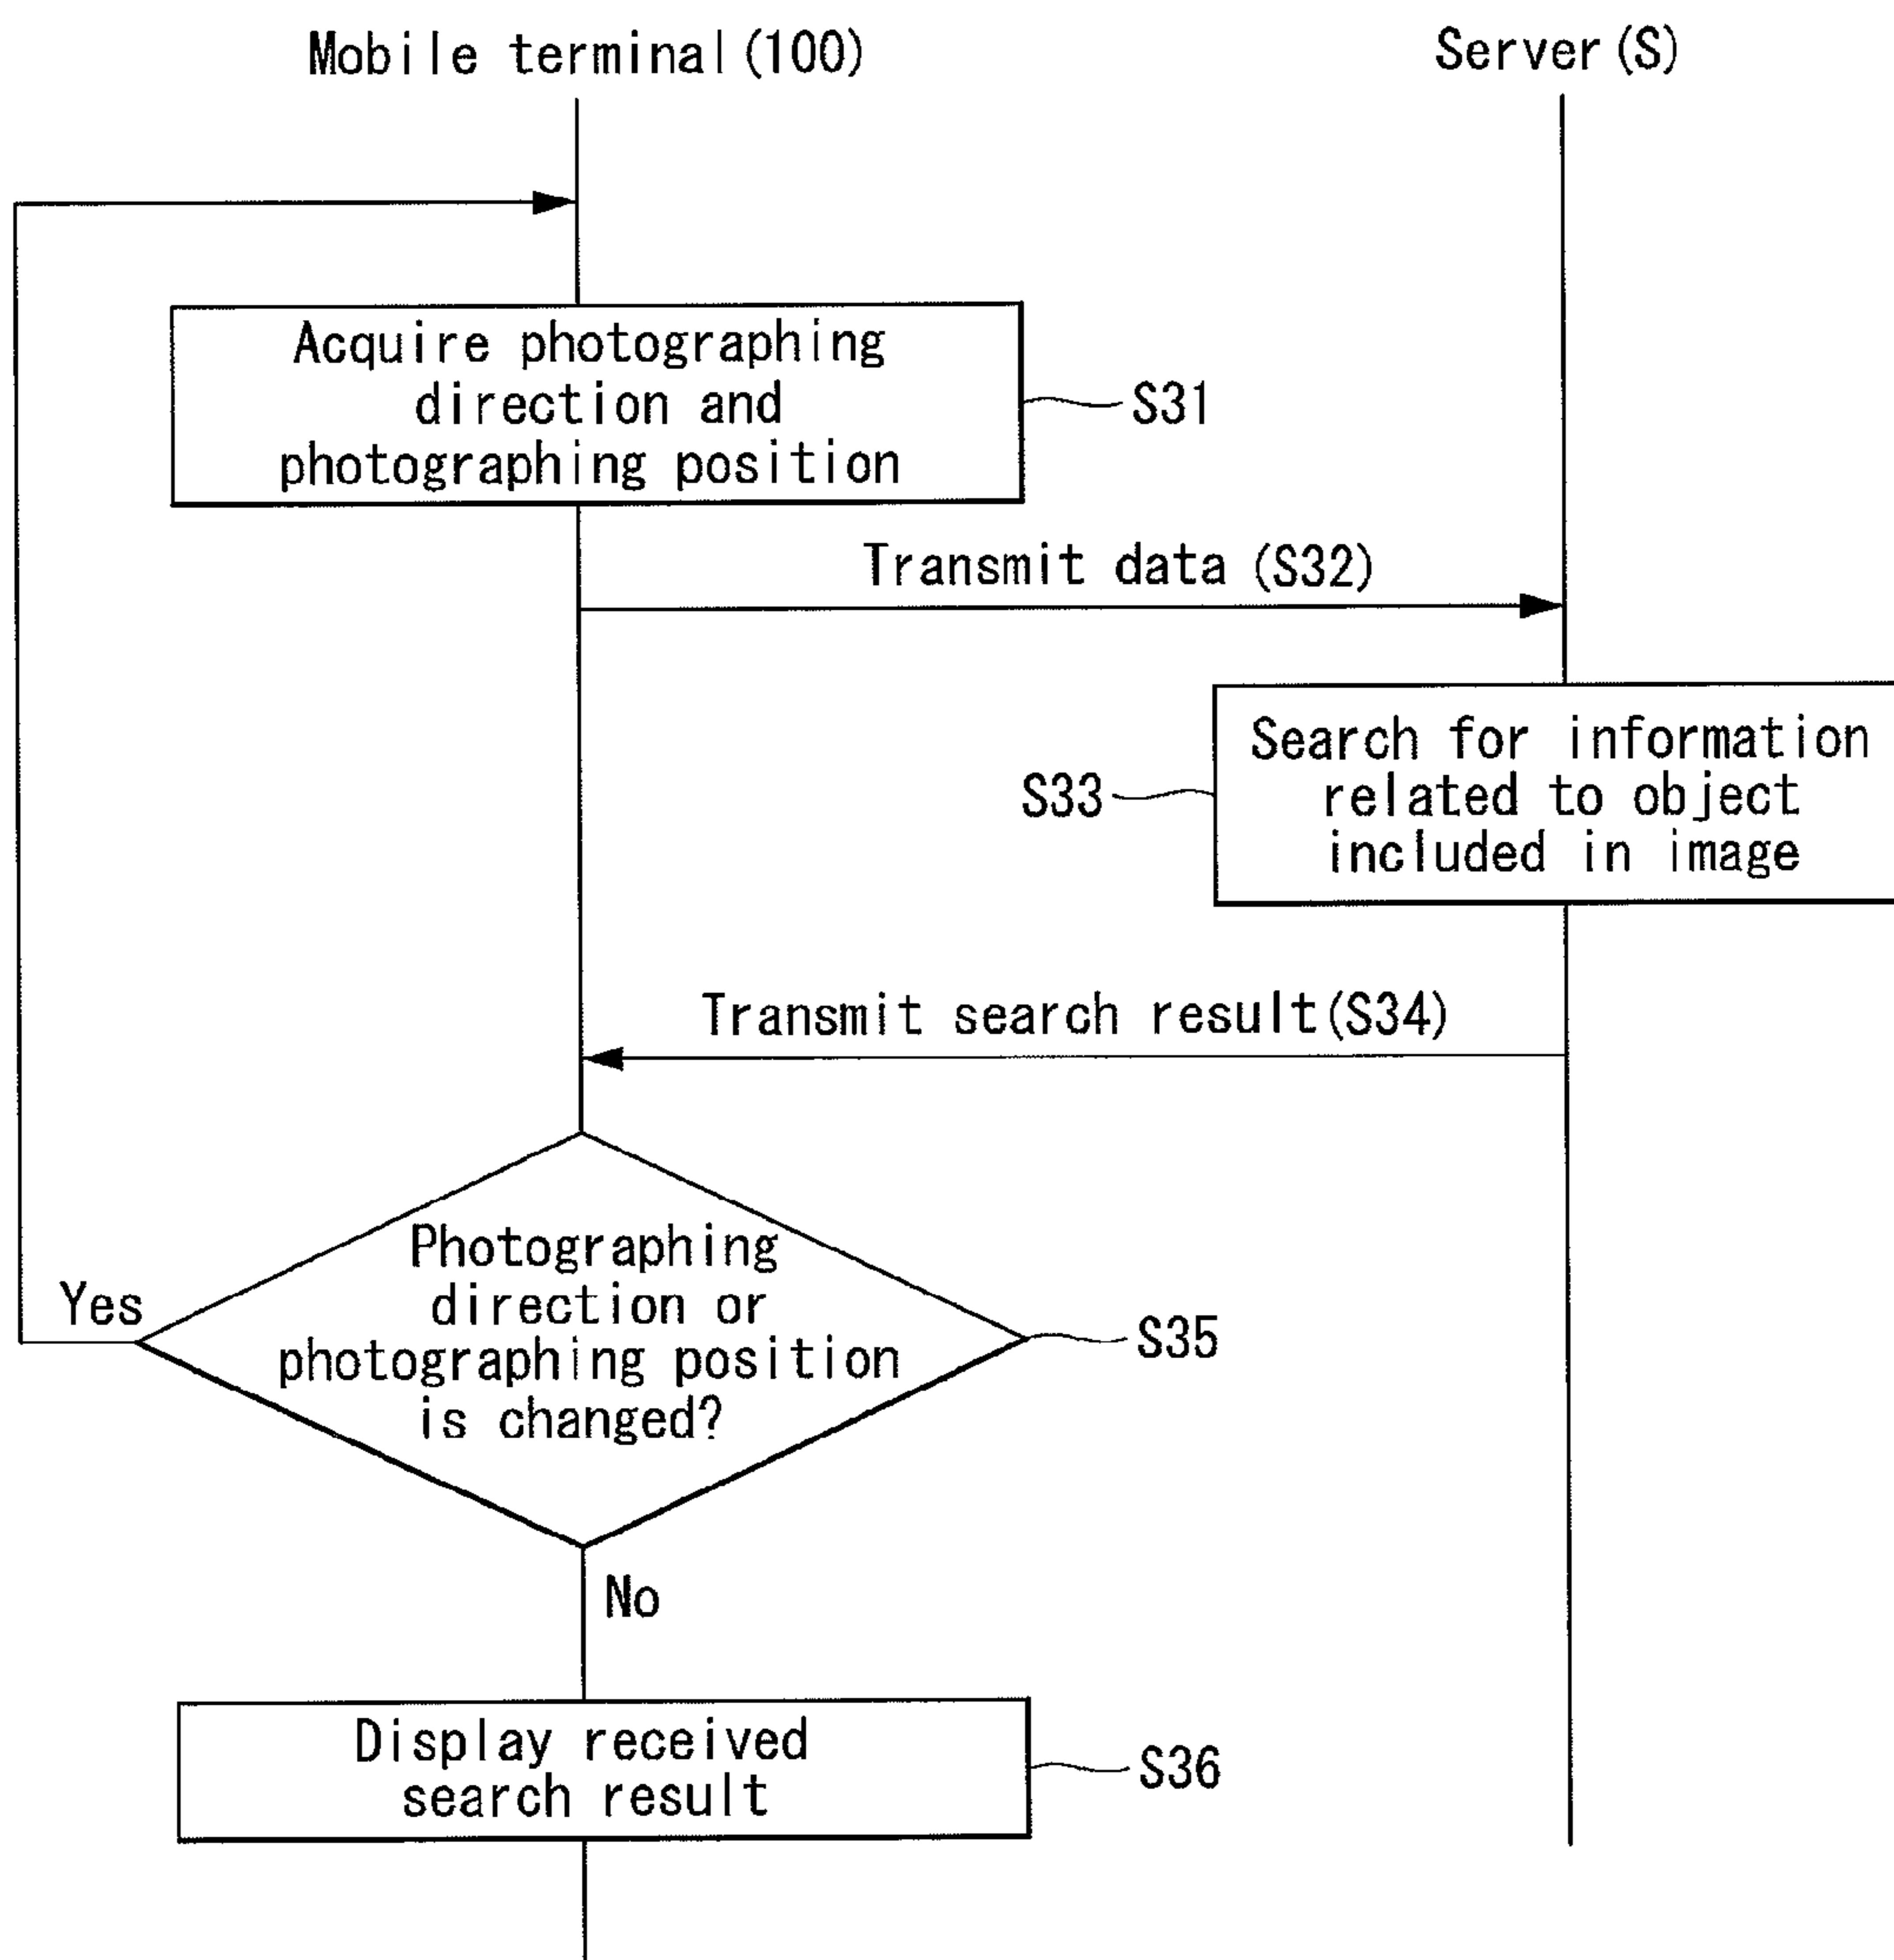 Mobile terminal(100)
Server(S)
Acquire photographing
direction and
photographing position
S31
Transmit data (S32)
Search for information
related to object
included in image
S33
Transmit search result(S34)
Photographing
direction or
photographing position
is changed?
Yes
S35
No
Display received
search result
S36